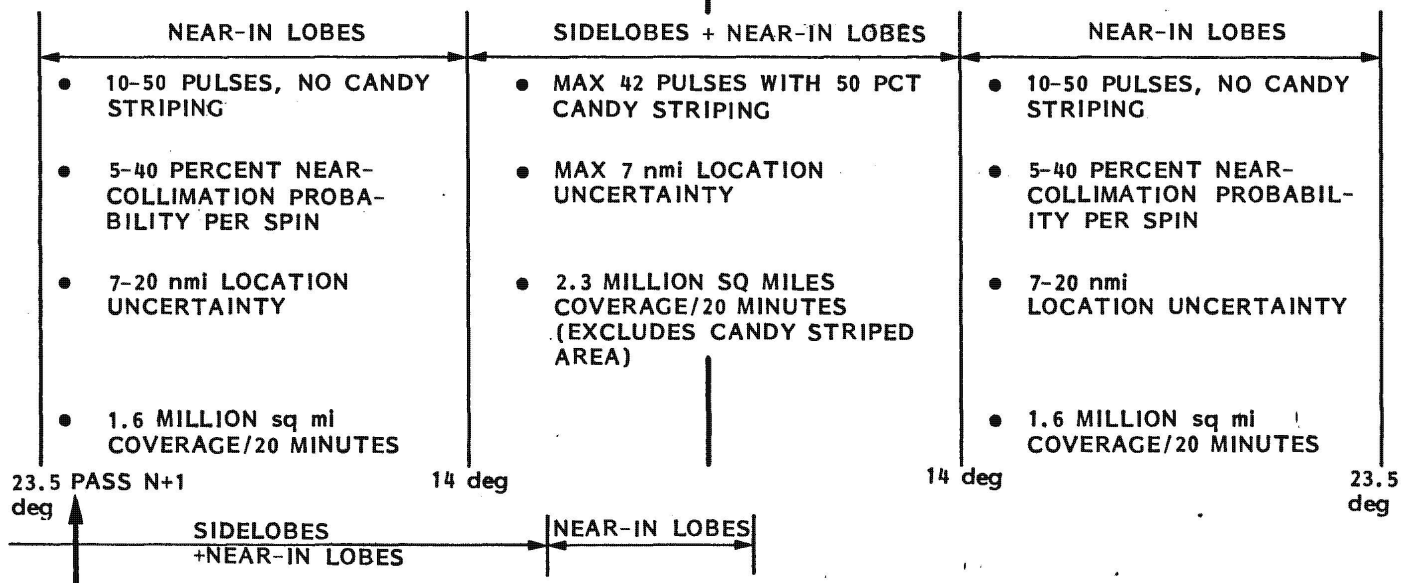 NEAR-IN LOBES
● 10-50 PULSES, NO CANDY
STRIPING
● 5-40 PERCENT NEAR-
COLLIMATION PROBA-
BILITY PER SPIN
● 7-20 nmi LOCATION
UNCERTAINTY
● 1.6 MILLION sq mi
COVERAGE/20 MINUTES
SIDELOBES + NEAR-IN LOBES
● MAX 42 PULSES WITH 50 PCT
CANDY STRIPING
● MAX 7 nmi LOCATION
UNCERTAINTY
● 2.3 MILLION SQ MILES
COVERAGE/20 MINUTES
(EXCLUDES CANDY STRIPED
AREA)
NEAR-IN LOBES
● 10-50 PULSES, NO CANDY
STRIPING
● 5-40 PERCENT NEAR-
COLLIMATION PROBABIL-
ITY PER SPIN
● 7-20 nmi
LOCATION UNCERTAINTY
● 1.6 MILLION sq mi
COVERAGE/20 MINUTES
23.5 PASS N+1
deg
14 deg
14 deg
23.5
deg
SIDELOBES
+NEAR-IN LOBES
NEAR-IN LOBES